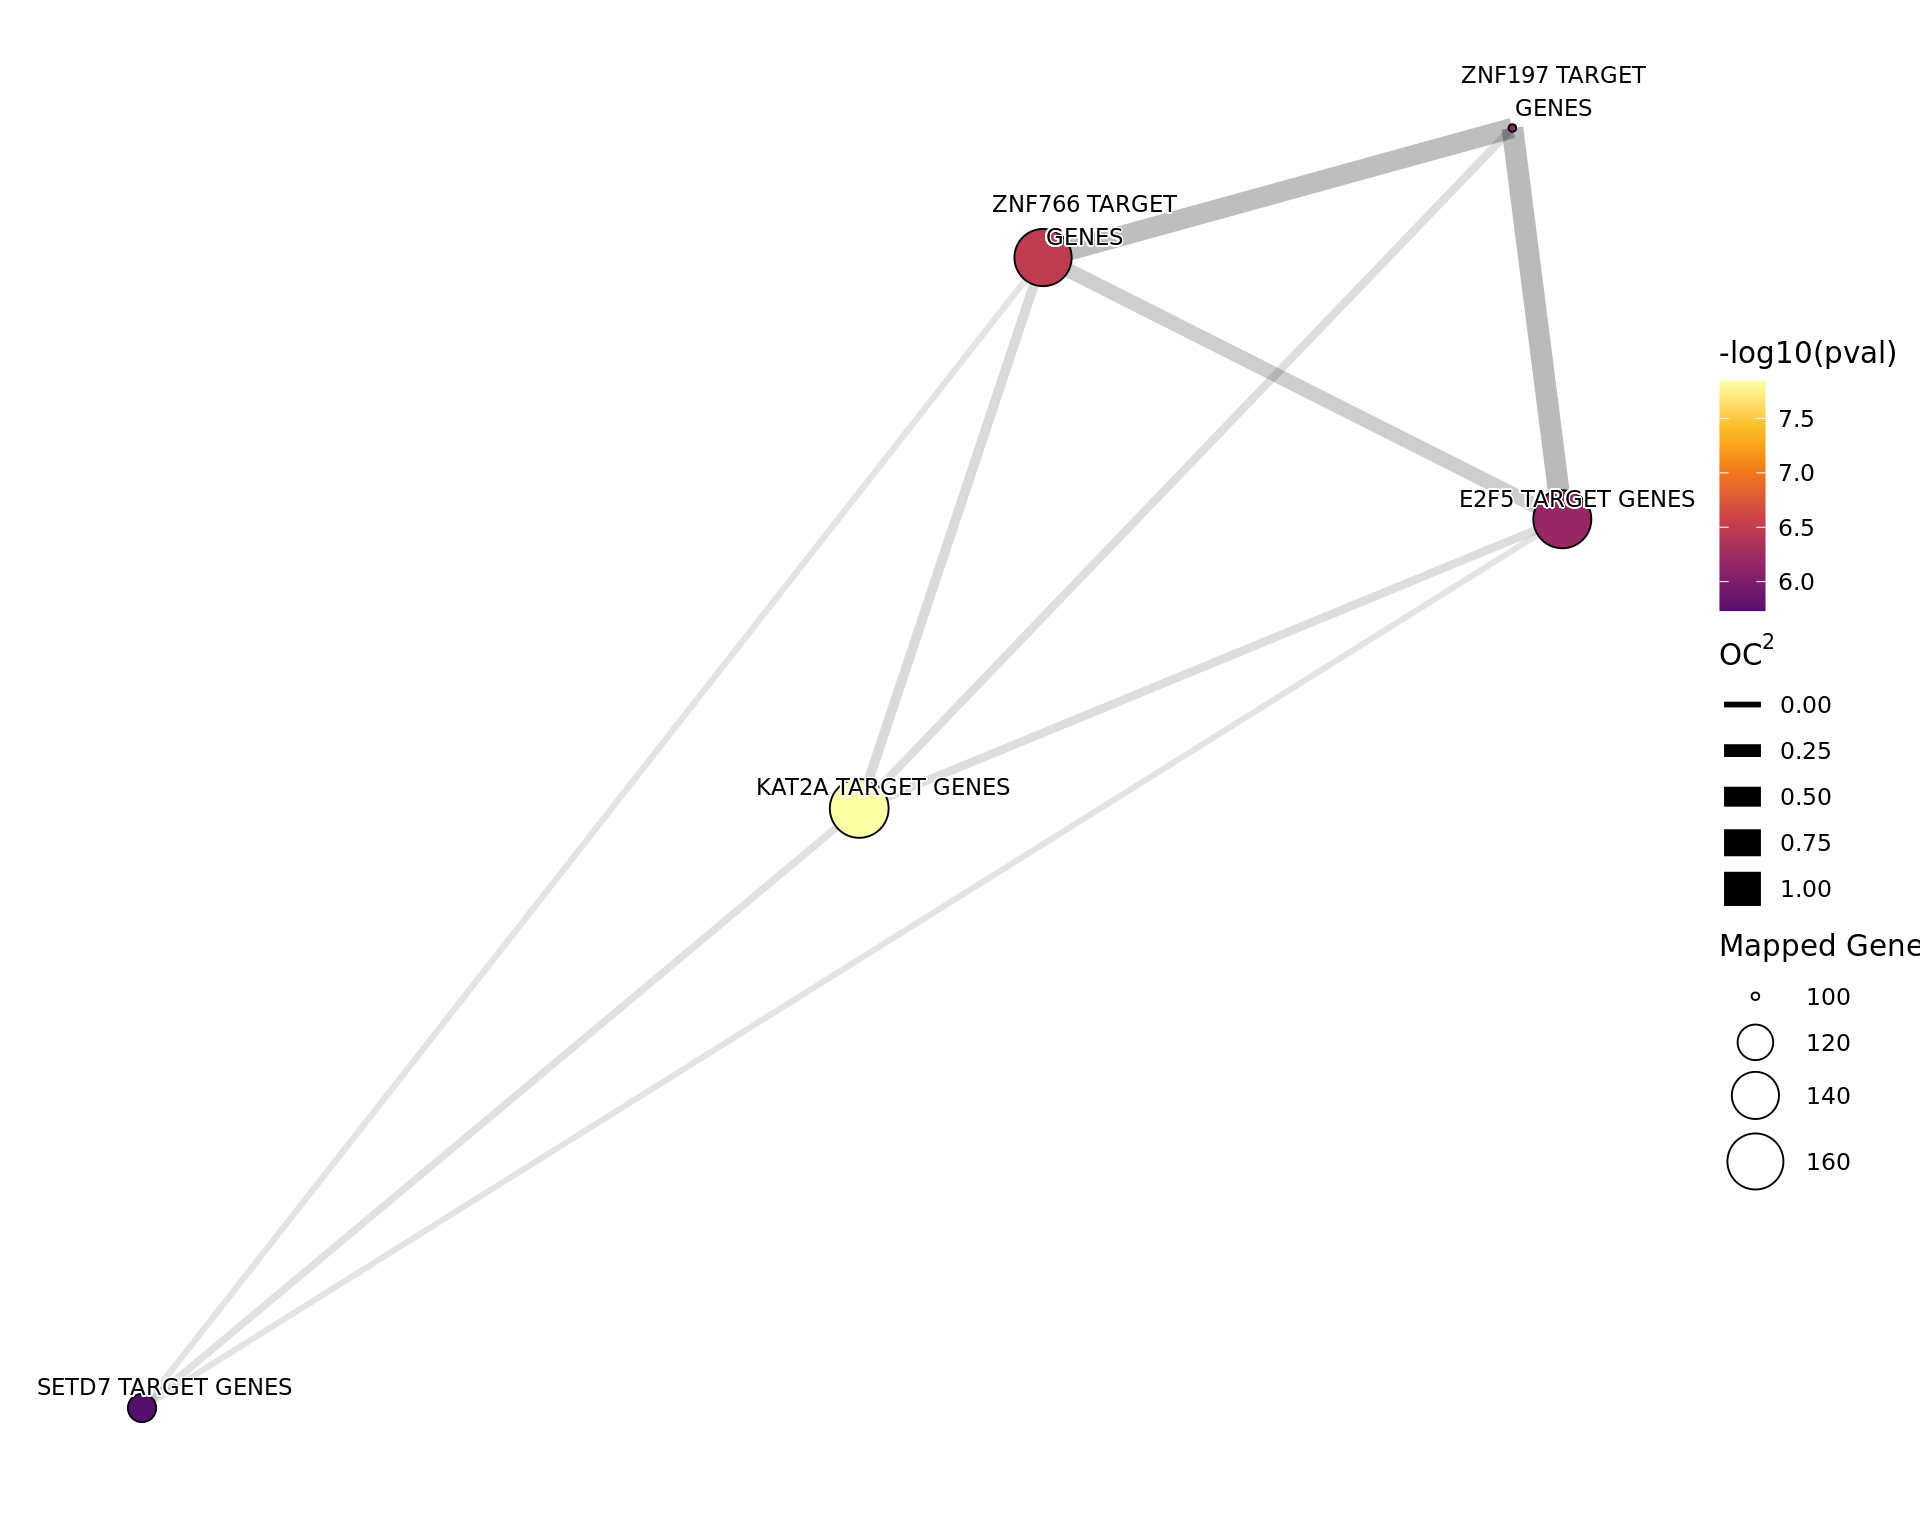 ZNF197 TARGET
GENES
ZNF766 TARGET
GENES
E2F5 TARGET GENES
KAT2A TARGET GENES
SETD7 TARGET GENES
-log10(pval)
7.5
7.0
6.5
6.0
OC2
0.00
0.25
0.50
0.75
1.00
Mapped Gene
100
120
140
160